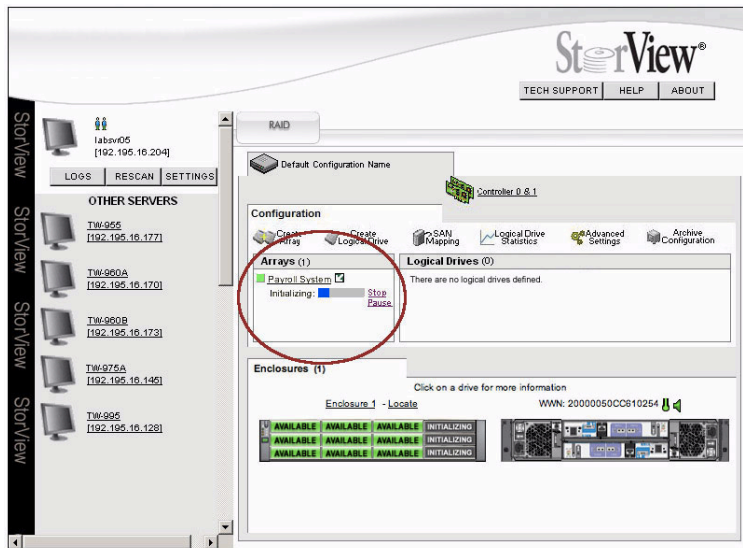 StorView®
TECH SUPPORT HELP ABOUT
StorView
StorView
StorView
StorView
labsvr05
[192.195.16.204]
LOGS RESCAN SETTINGS
OTHER SERVERS
TW-955
[192.195.16.177]
TW-960A
[192.195.16.170]
TW-960B
[192.195.16.173]
TW-975A
[192.195.16.145]
TW-995
[192.195.16.128]
RAID
Default Configuration Name
Controller 0 & 1
Configuration
Create Array
Create Logical Drive
SAN Mapping
Logical Drive Statistics
Advanced Settings
Archive Configuration
Arrays (1)
Payroll System
Initializing: Stop
Pause
Logical Drives (0)
There are no logical drives defined.
Enclosures (1)
Click on a drive for more information
Enclosure 1 - Locate
WWN: 20000050CC610254
AVAILABLE AVAILABLE AVAILABLE INITIALIZING
AVAILABLE AVAILABLE AVAILABLE INITIALIZING
AVAILABLE AVAILABLE AVAILABLE INITIALIZING